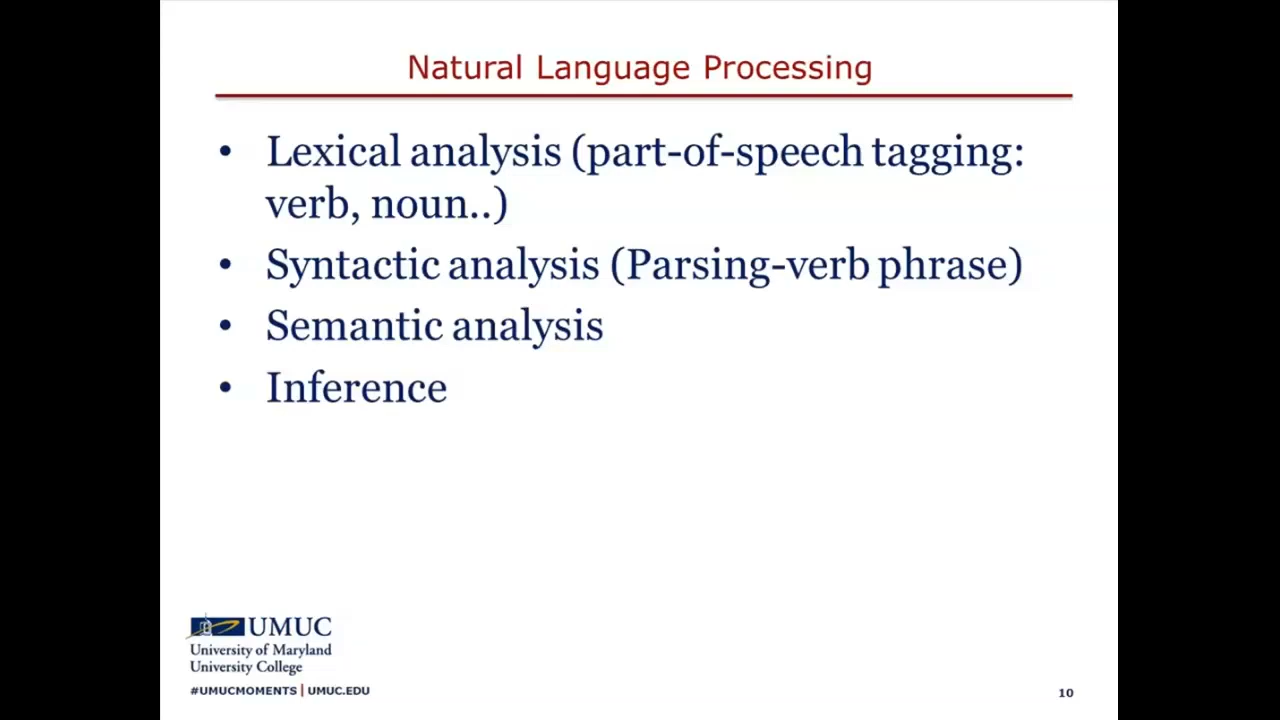 Natural Language Processing
• Lexical analysis (part-of-speech tagging:
verb, noun..)
• Syntactic analysis (Parsing-verb phrase)
• Semantic analysis
• Inference
UMUC
University of Maryland
University College
#UMUCMOMENTS | UMUC.EDU
10